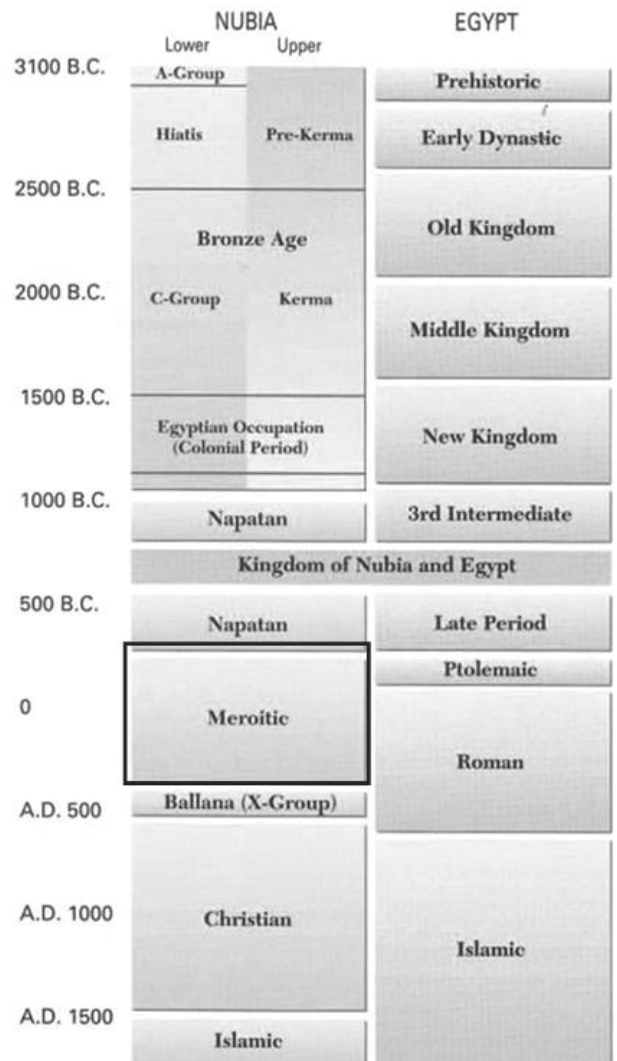 NUBIA EGYPT
Lower Upper
3100 B.C. A-Group Prehistoric
Hiatis Pre-Kerma Early Dynastic
2500 B.C.
Bronze Age Old Kingdom
2000 B.C. C-Group Kerma
Middle Kingdom
1500 B.C.
Egyptian Occupation
(Colonial Period) New Kingdom
1000 B.C.
Napatan 3rd Intermediate
Kingdom of Nubia and Egypt
500 B.C.
Napatan Late Period
Ptolemaic
0 Meroitic
Roman
A.D. 500 Ballana (X-Group)
A.D. 1000 Christian
Islamic
A.D. 1500
Islamic